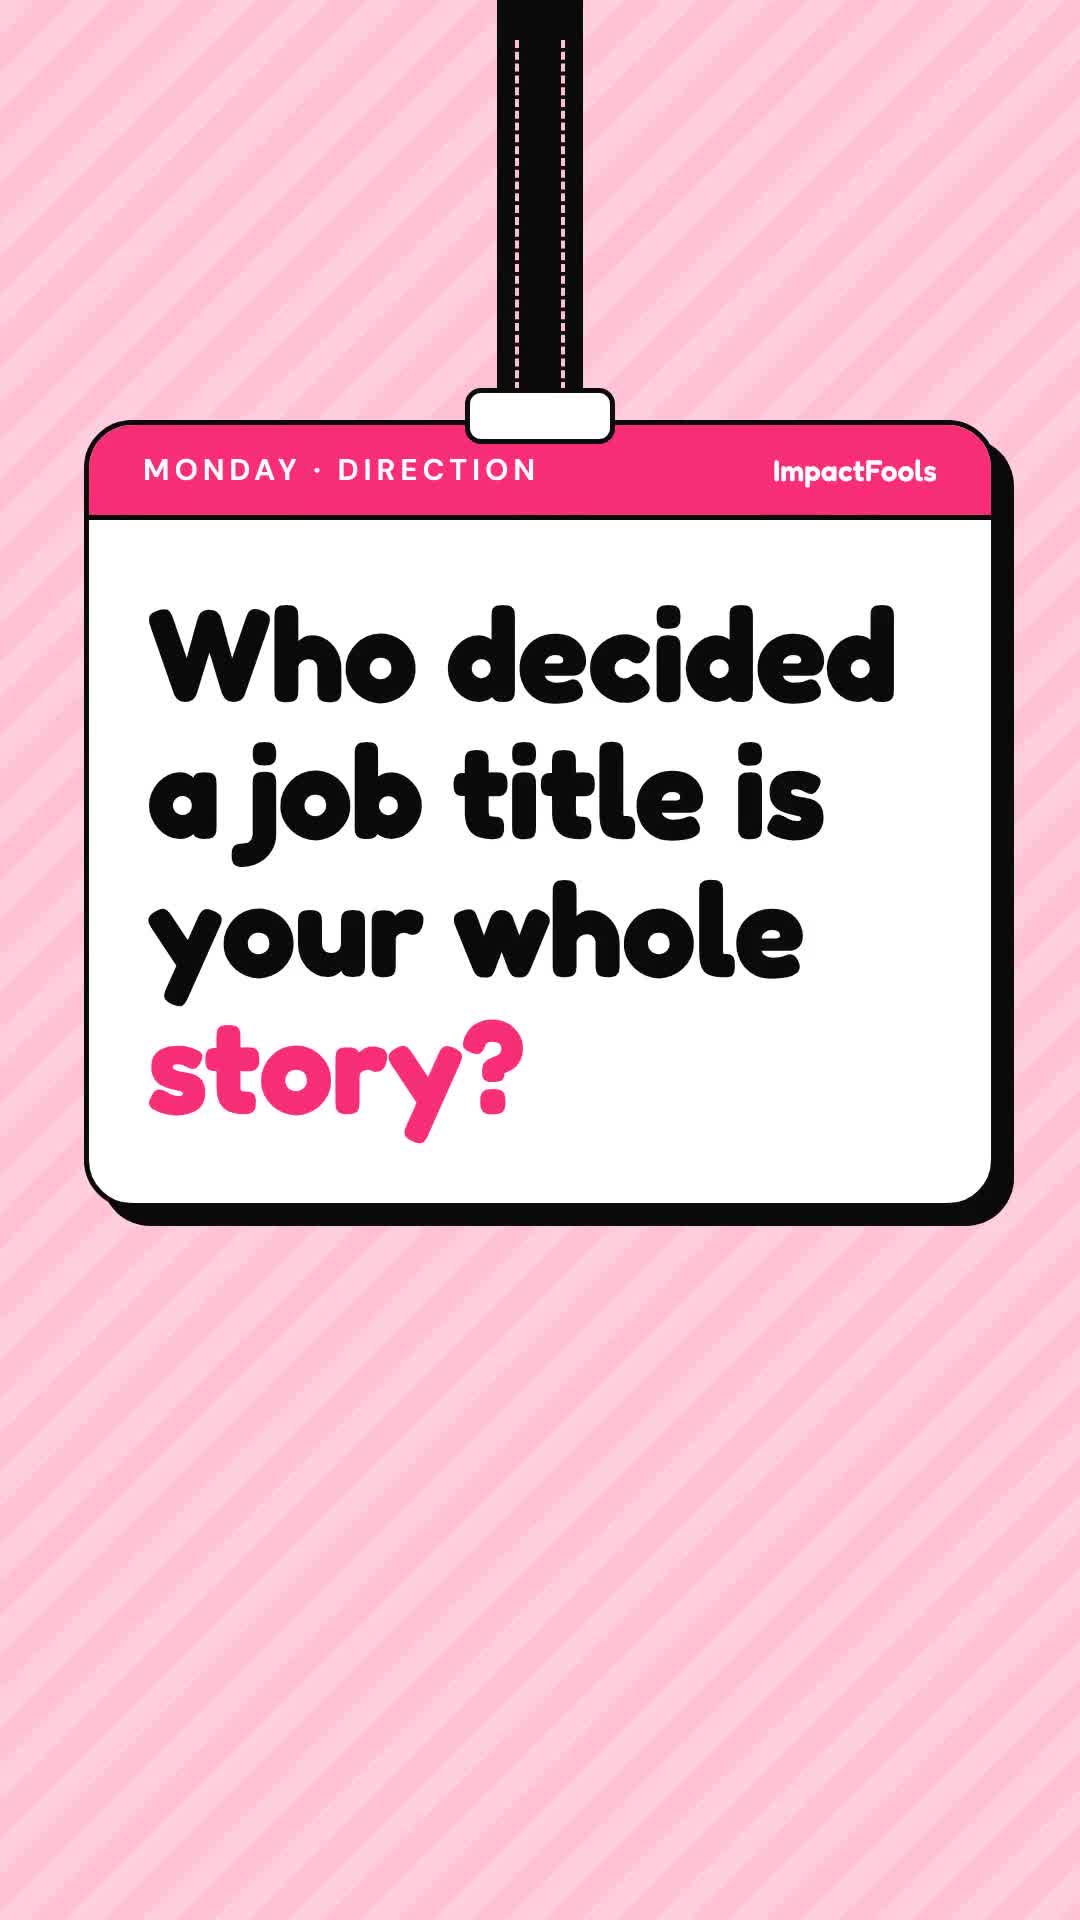 MONDAY · DIRECTION
ImpactFools
Who decided
a job title is
your whole
story?